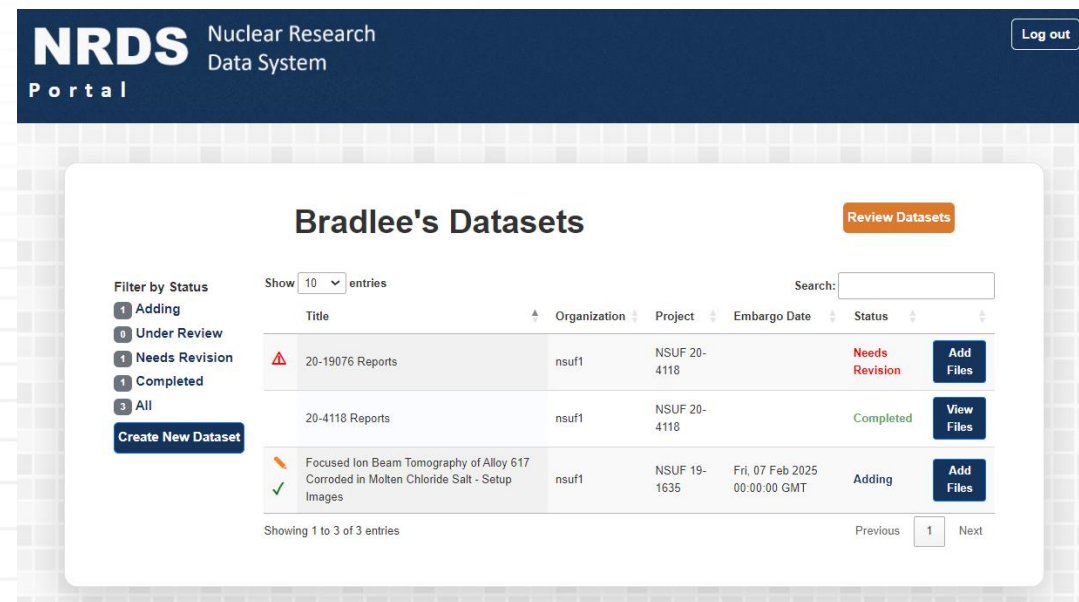 NRDS Nuclear Research
Data System
Portal
Log out
Bradlee's Datasets
Review Datasets
Filter by Status
1 Adding
0 Under Review
1 Needs Revision
1 Completed
3 All
Create New Dataset
Show 10 entries
Search:
Title Organization Project Embargo Date Status
20-19076 Reports nsuf1 NSUF 20-
4118 Needs
Revision Add
Files
20-4118 Reports nsuf1 NSUF 20-
4118 Completed View
Files
Focused Ion Beam Tomography of Alloy 617
Corroded in Molten Chloride Salt - Setup
Images nsuf1 NSUF 19-
1635 Fri, 07 Feb 2025
00:00:00 GMT Adding Add
Files
Showing 1 to 3 of 3 entries
Previous 1 Next